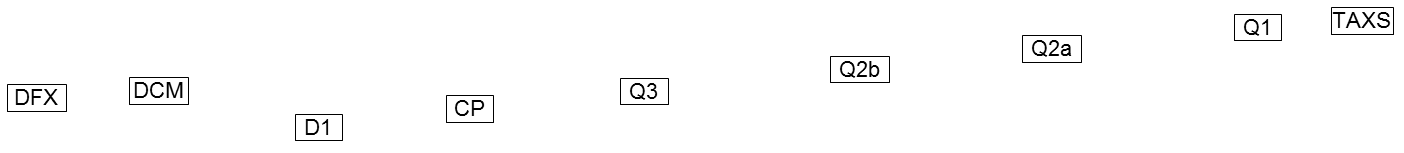 DFX
DCM
D1
CP
Q3
Q2b
Q2a
Q1
TAXS